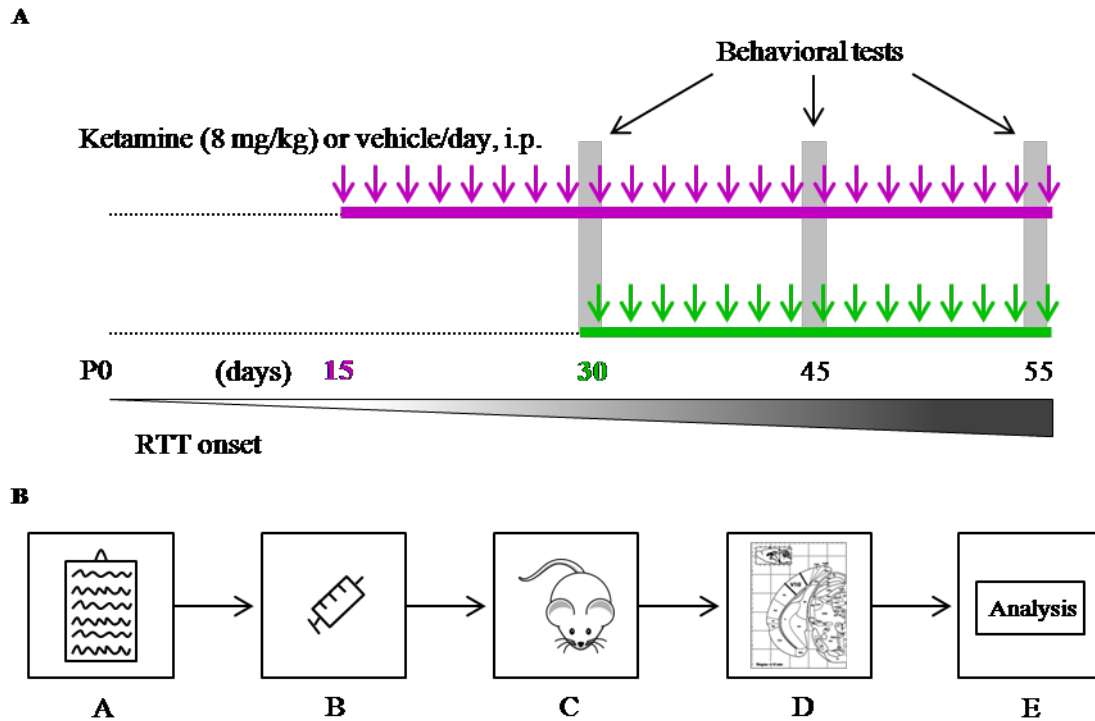 A
Behavioral tests
Ketamine (8 mg/kg) or vehicle/day, i.p.
P0 (days) 15 30 45 55
RTT onset
B
Analysis
A B C D E